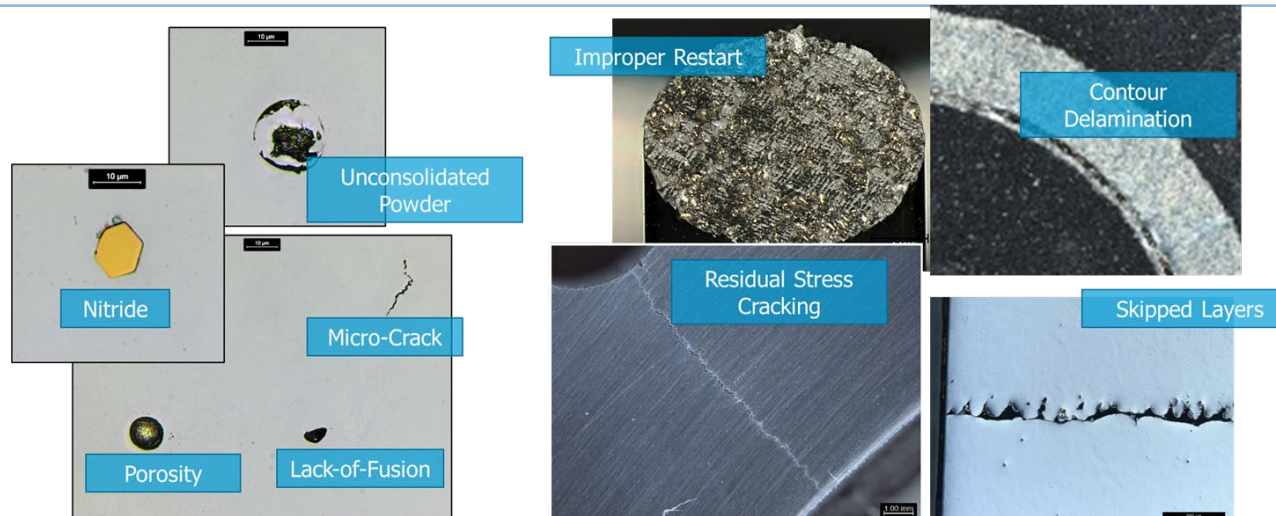 10 µm
Unconsolidated
Powder
10 µm
Nitride
10 µm
Micro-Crack
Porosity
Lack-of-Fusion
Improper Restart
Contour
Delamination
Residual Stress
Cracking
1.00 mm
Skipped Layers